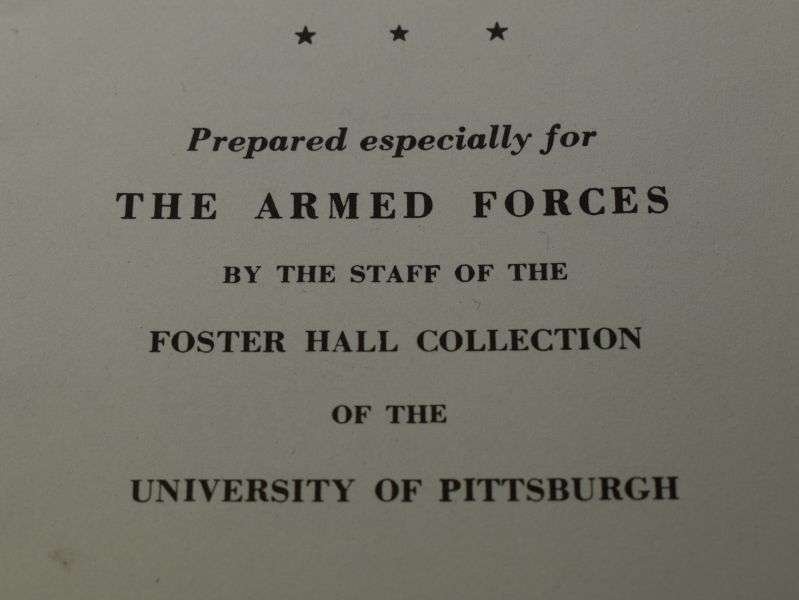 Prepared especially for
THE ARMED FORCES
BY THE STAFF OF THE
FOSTER HALL COLLECTION
OF THE
UNIVERSITY OF PITTSBURGH